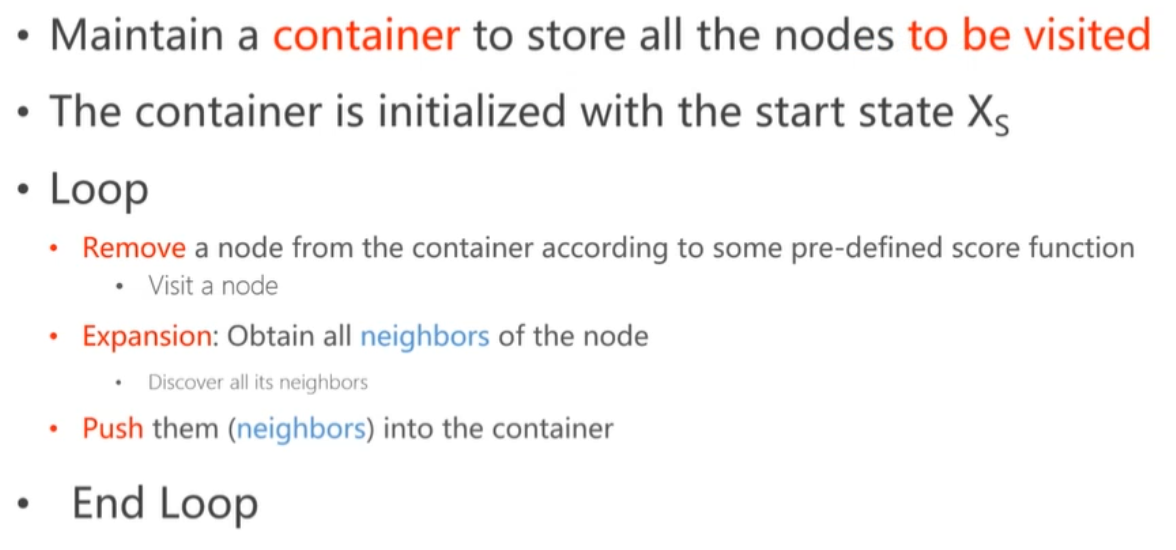 • Maintain a container to store all the nodes to be visited
• The container is initialized with the start state XS
• Loop
• Remove a node from the container according to some pre-defined score function
• Visit a node
• Expansion: Obtain all neighbors of the node
• Discover all its neighbors
• Push them (neighbors) into the container
• End Loop